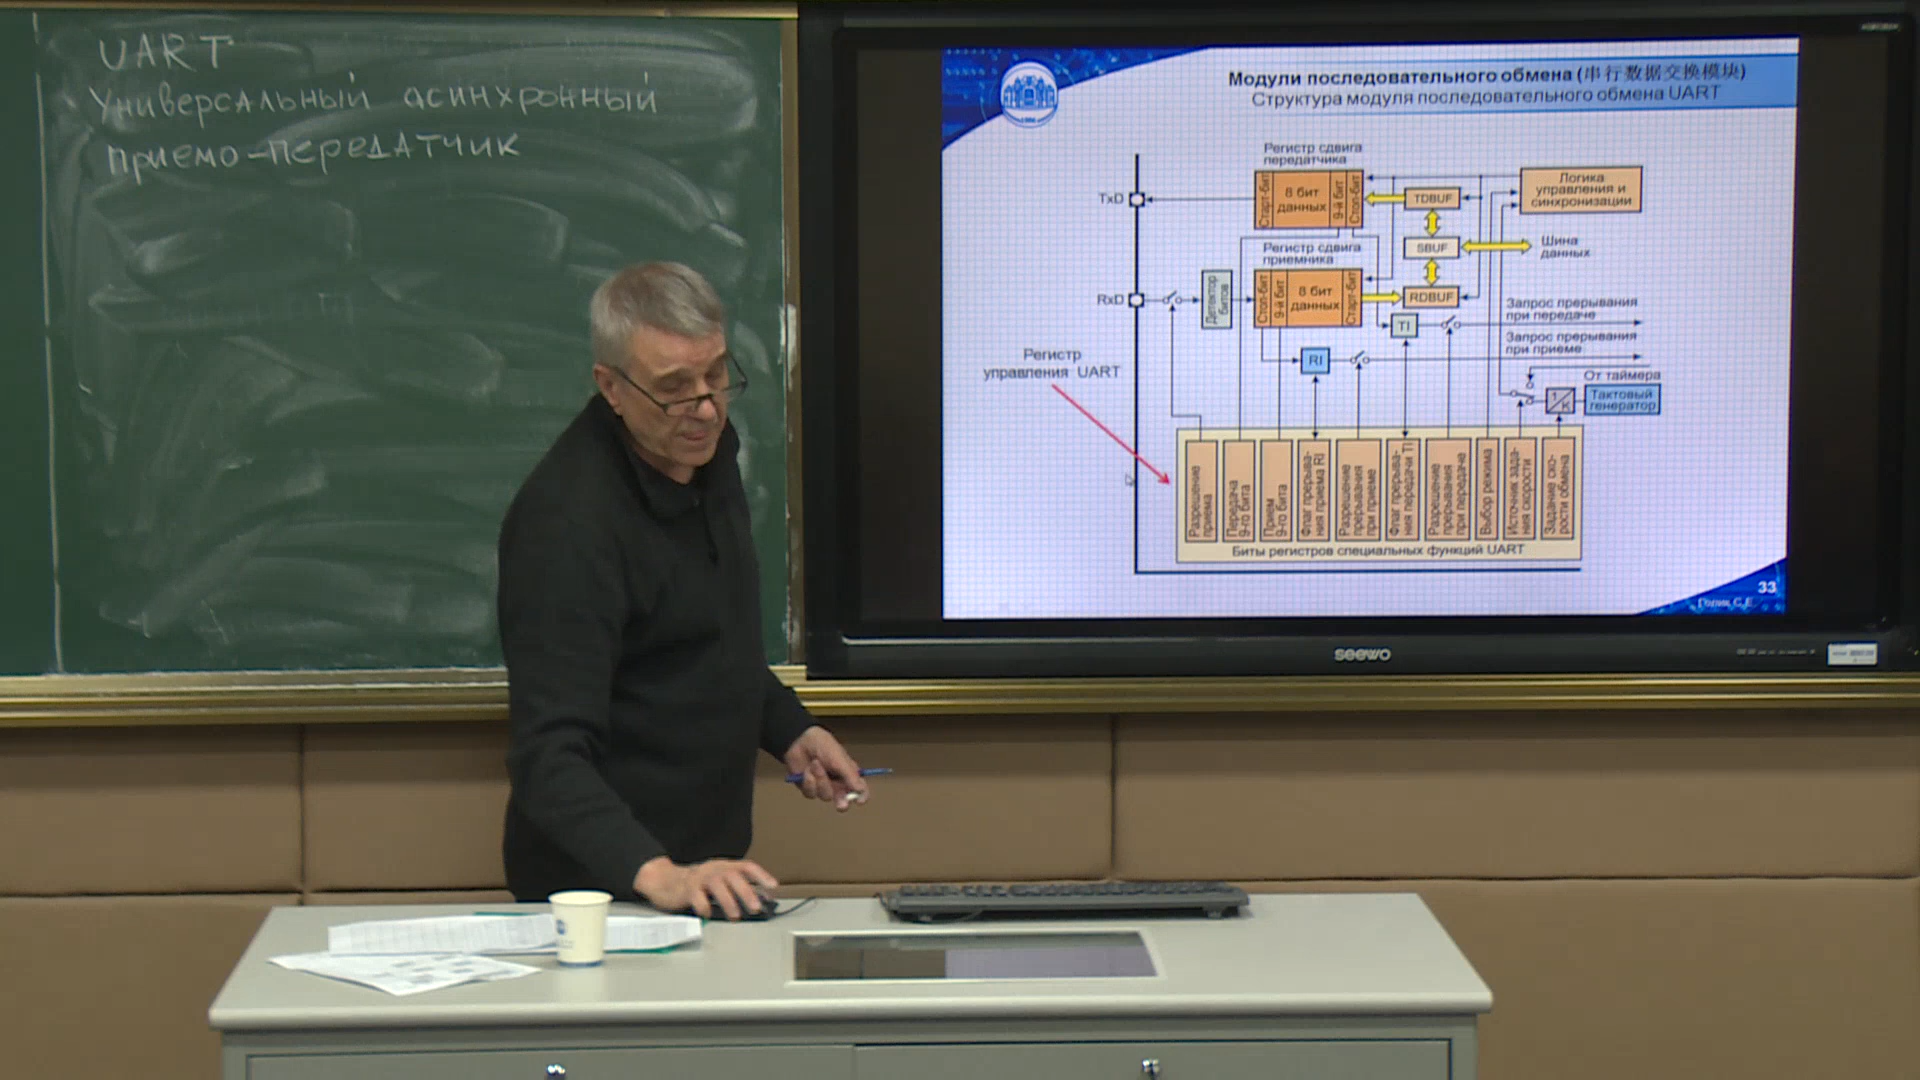 UART
Универсальный асинхронный
приемо-передатчик
Модули последовательного обмена (串行数据交换模块)
Структура модуля последовательного обмена UART
Регистр сдвига
передатчика
TxD
Старт-бит
8 бит
данных
9-й бит
Стоп-бит
TDBUF
Логика
управления и
синхронизации
SBUF
Шина
данных
Регистр сдвига
приемника
RxD
Детектор
битов
Стоп-бит
9-й бит
8 бит
данных
Старт-бит
RDBUF
Запрос прерывания
при передаче
TI
Запрос прерывания
при приеме
RI
От таймера
1/K
Тактовый
генератор
Регистр
управления UART
Разрешение
приема
Передача
9-го бита
Прием
9-го бита
Флаг прерыва-
ния приема RI
Разрешение
прерывания
при приеме
Флаг прерыва-
ния передачи TI
Разрешение
прерывания
при передаче
Выбор режима
Источник зада-
ния скорости
Задание ско-
рости обмена
Биты регистров специальных функций UART
33
seewo